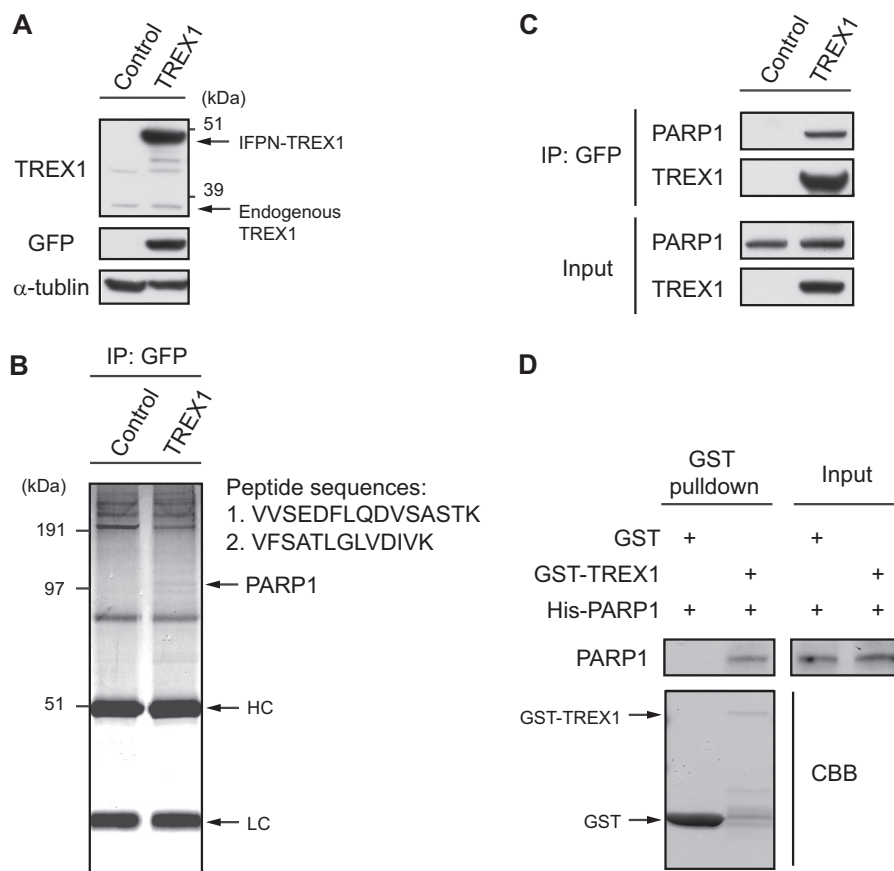 A
Control
TREX1
(kDa)
51
IFPN-TREX1
TREX1
39
Endogenous
TREX1
GFP
α-tublin
B
IP: GFP
Control
TREX1
(kDa)
Peptide sequences:
1. VVSEDFLQDVSASTK
2. VFSATLGLVDIVK
191
97
PARP1
51
HC
LC
C
Control
TREX1
IP: GFP
PARP1
TREX1
Input
PARP1
TREX1
D
GST
pulldown
Input
GST + +
GST-TREX1 + +
His-PARP1 + + + +
PARP1
GST-TREX1
CBB
GST